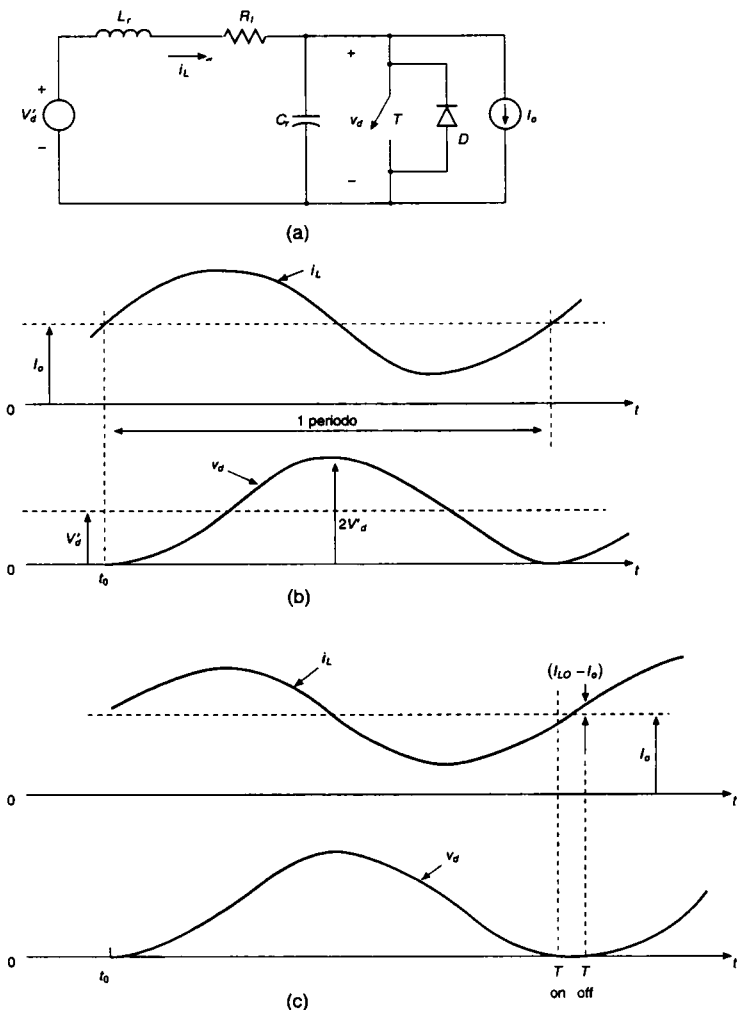 L_r
R_l
i_L
+
V'_d
−
C_r
+
v_d
−
T
D
I_o
(a)
i_L
I_o
0
t
1 periodo
v_d
V'_d
2V'_d
0
t_0
t
(b)
i_L
(I_LO − I_o)
I_o
0
t
v_d
0
t_0
T T
on off
t
(c)